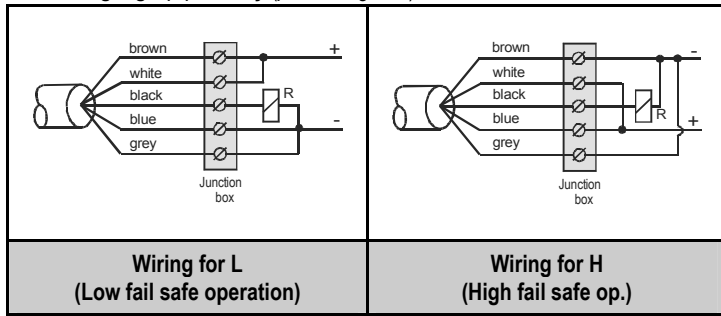 brown
white
black
blue
grey
R
+
-
Junction
box
brown
white
black
blue
grey
R
-
+
Junction
box
Wiring for L
(Low fail safe operation)
Wiring for H
(High fail safe op.)